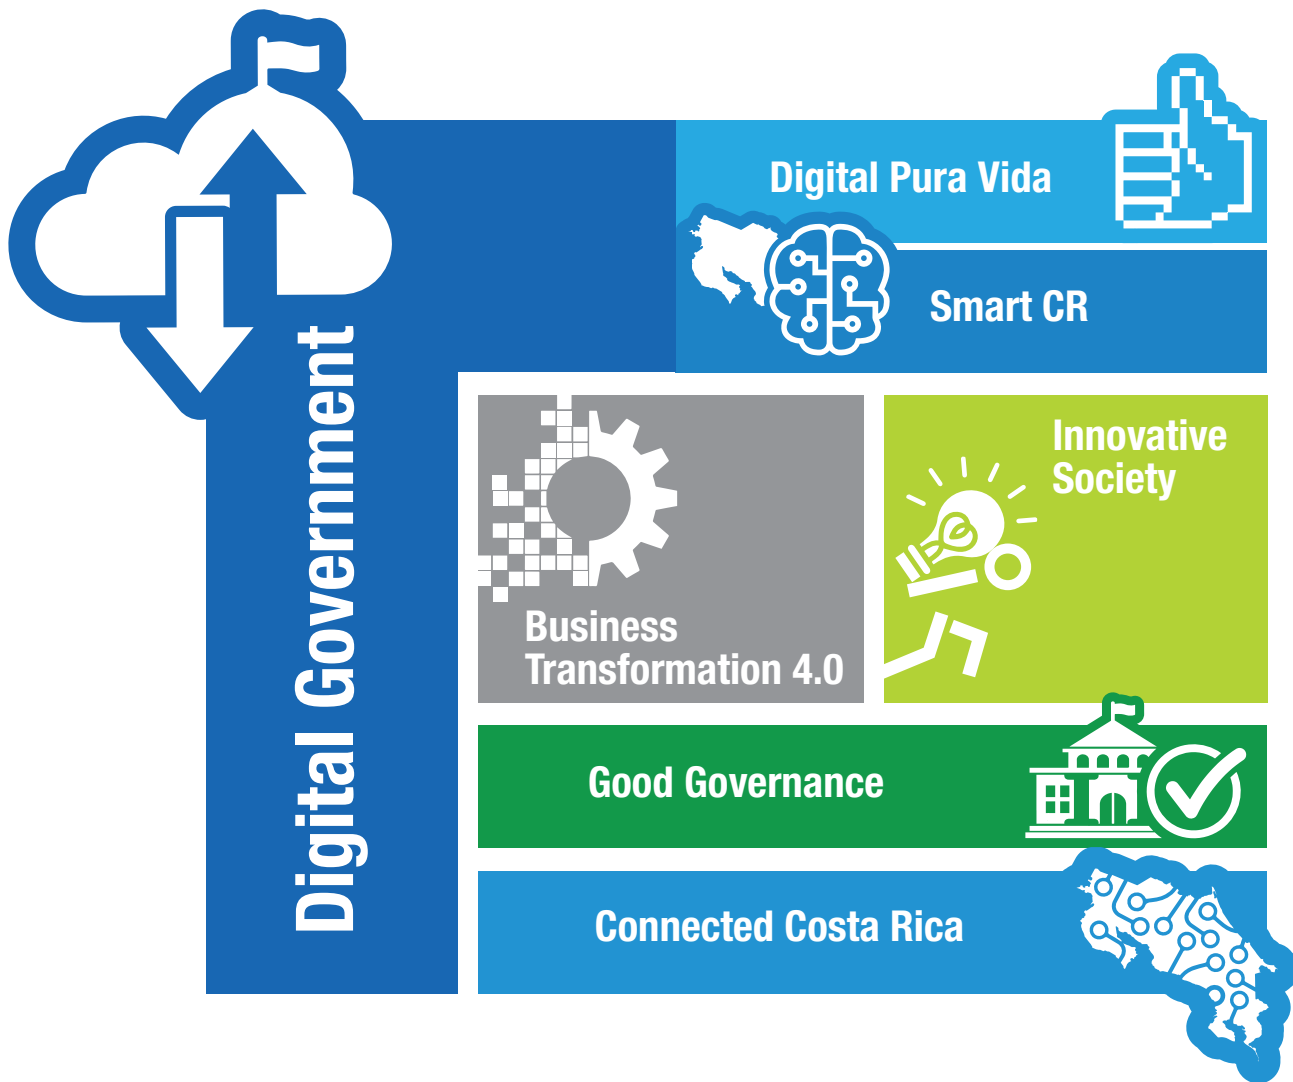 Digital Government
Digital Pura Vida
Smart CR
Business
Transformation 4.0
Innovative
Society
Good Governance
Connected Costa Rica